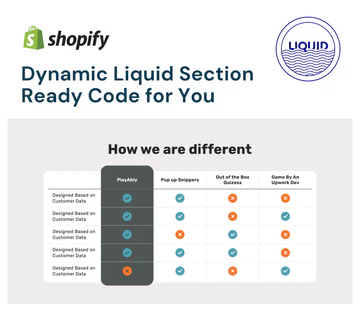 shopify
LIQUID
Dynamic Liquid Section
Ready Code for You
How we are different
PlayAbly
Pop up Snippers
Out of the Box
Quizess
Game By An
Upwork Dev
Designed Based on
Customer Data
Designed Based on
Customer Data
Designed Based on
Customer Data
Designed Based on
Customer Data
Designed Based on
Customer Data